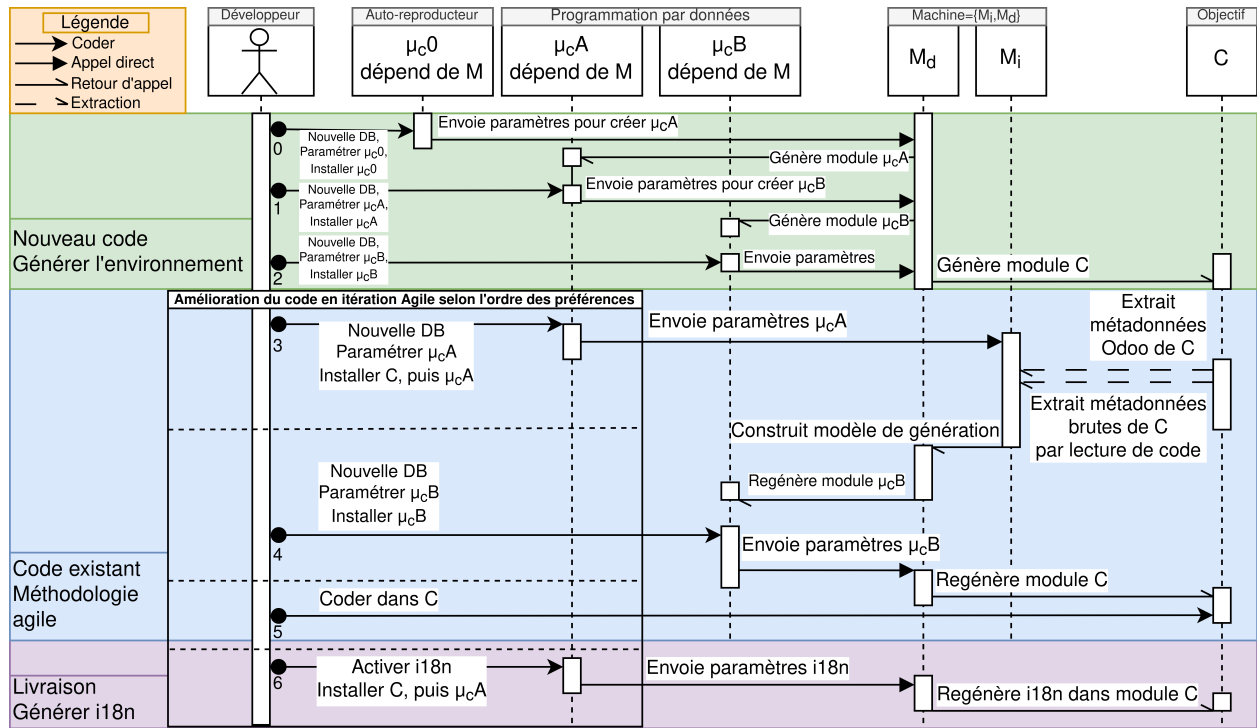 Légende
Coder
Appel direct
Retour d'appel
Extraction
Développeur
Auto-reproducteur
μc0
dépend de M
Programmation par données
μcA
dépend de M
μcB
dépend de M
Machine={Mi,Md}
Md
Mi
Objectif
C
0
Nouvelle DB,
Paramétrer μc0,
Installer μc0
Envoie paramètres pour créer μcA
Génère module μcA
1
Nouvelle DB,
Paramétrer μcA,
Installer μcA
Envoie paramètres pour créer μcB
Génère module μcB
Nouveau code
Générer l'environnement
2
Nouvelle DB,
Paramétrer μcB,
Installer μcB
Envoie paramètres
Génère module C
Amélioration du code en itération Agile selon l'ordre des préférences
3
Nouvelle DB
Paramétrer μcA
Installer C, puis μcA
Envoie paramètres μcA
Extrait
métadonnées
Odoo de C
Extrait métadonnées
brutes de C
par lecture de code
Construit modèle de génération
Regénère module μcB
Nouvelle DB
Paramétrer μcB
Installer μcB
4
Envoie paramètres μcB
Regénère module C
Code existant
Méthodologie
agile
Coder dans C
5
6
Activer i18n
Installer C, puis μcA
Envoie paramètres i18n
Regénère i18n dans module C
Livraison
Générer i18n